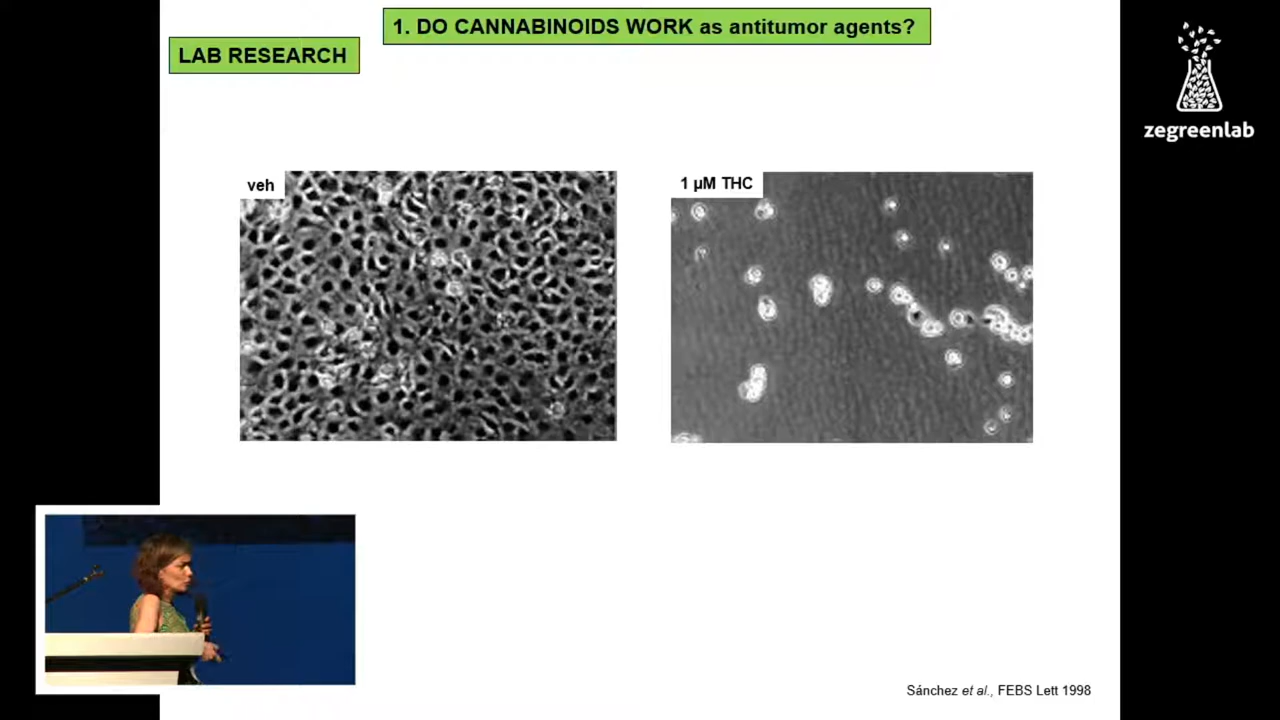 1. DO CANNABINOIDS WORK as antitumor agents?
LAB RESEARCH
zegreenlab
veh
1 µM THC
Sánchez et al., FEBS Lett 1998